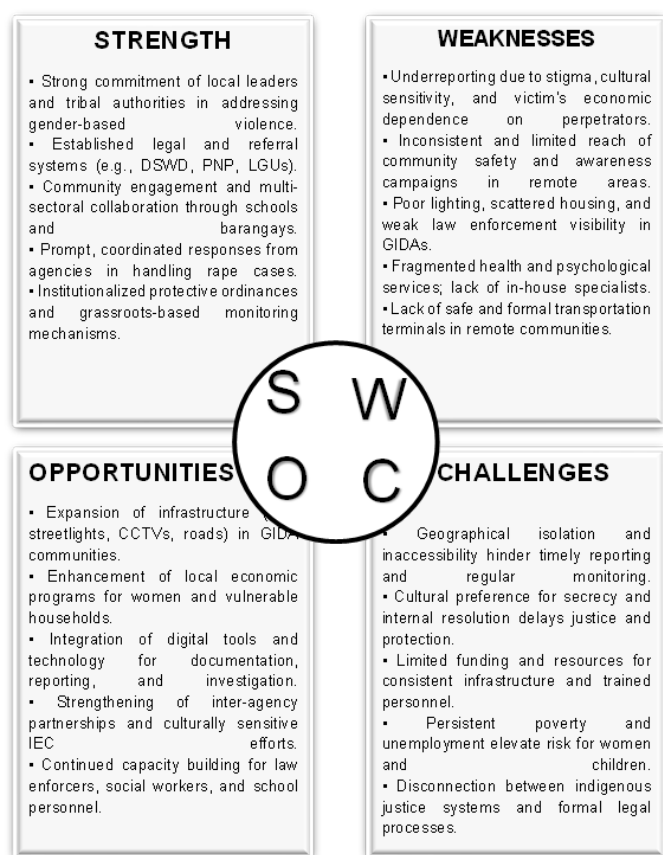 STRENGTH
▪ Strong commitment of local leaders
and tribal authorities in addressing
gender-based violence.
▪ Established legal and referral
systems (e.g., DSWD, PNP, LGUs).
▪ Community engagement and multi-
sectoral collaboration through schools
and barangays.
▪ Prompt, coordinated responses from
agencies in handling rape cases.
▪ Institutionalized protective ordinances
and grassroots-based monitoring
mechanisms.
WEAKNESSES
▪ Underreporting due to stigma, cultural
sensitivity, and victim's economic
dependence on perpetrators.
▪ Inconsistent and limited reach of
community safety and awareness
campaigns in remote areas.
▪ Poor lighting, scattered housing, and
weak law enforcement visibility in
GIDAs.
▪ Fragmented health and psychological
services; lack of in-house specialists.
▪ Lack of safe and formal transportation
terminals in remote communities.
S W
O C
OPPORTUNITIES
▪ Expansion of infrastructure
streetlights, CCTVs, roads) in GIDA
communities.
▪ Enhancement of local economic
programs for women and vulnerable
households.
▪ Integration of digital tools and
technology for documentation,
reporting, and investigation.
▪ Strengthening of inter-agency
partnerships and culturally sensitive
IEC efforts.
▪ Continued capacity building for law
enforcers, social workers, and school
personnel.
CHALLENGES
▪ Geographical isolation and
inaccessibility hinder timely reporting
and regular monitoring.
▪ Cultural preference for secrecy and
internal resolution delays justice and
protection.
▪ Limited funding and resources for
consistent infrastructure and trained
personnel.
▪ Persistent poverty and
unemployment elevate risk for women
and children.
▪ Disconnection between indigenous
justice systems and formal legal
processes.